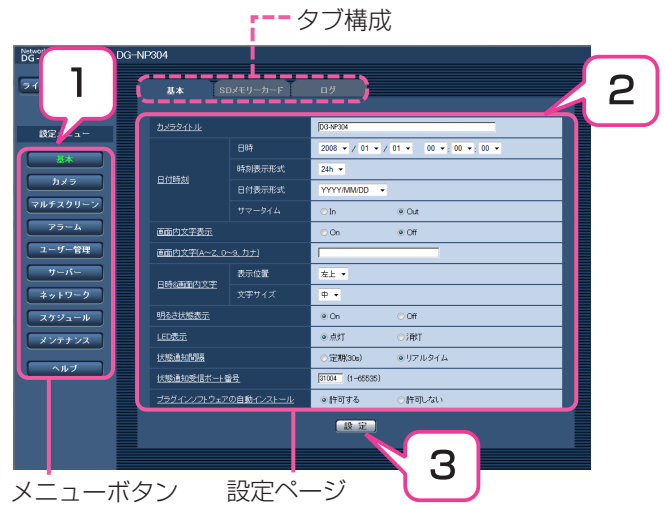 タブ構成
DG-NP304
1
2
基本
SDメモリーカード
ログ
設定メニュー
基本
カメラ
マルチスクリーン
アラーム
ユーザー管理
サーバー
ネットワーク
スケジュール
メンテナンス
ヘルプ
カメラタイトル
DG-NP304
日付時刻
日時
2008 / 01 / 01 00 : 00 : 00
時刻表示形式
24h
日付表示形式
YYYY/MM/DD
サマータイム
In Out
画面内文字表示
On Off
画面内文字(A~Z, 0~9, カナ)
日時&画面内文字
表示位置
左上
文字サイズ
中
明るさ状態表示
On Off
LED表示
点灯 消灯
状態通知間隔
定期(30s) リアルタイム
状態通知受信ポート番号
31004 (1-65535)
プラグインソフトウェアの自動インストール
許可する 許可しない
設 定
3
メニューボタン
設定ページ